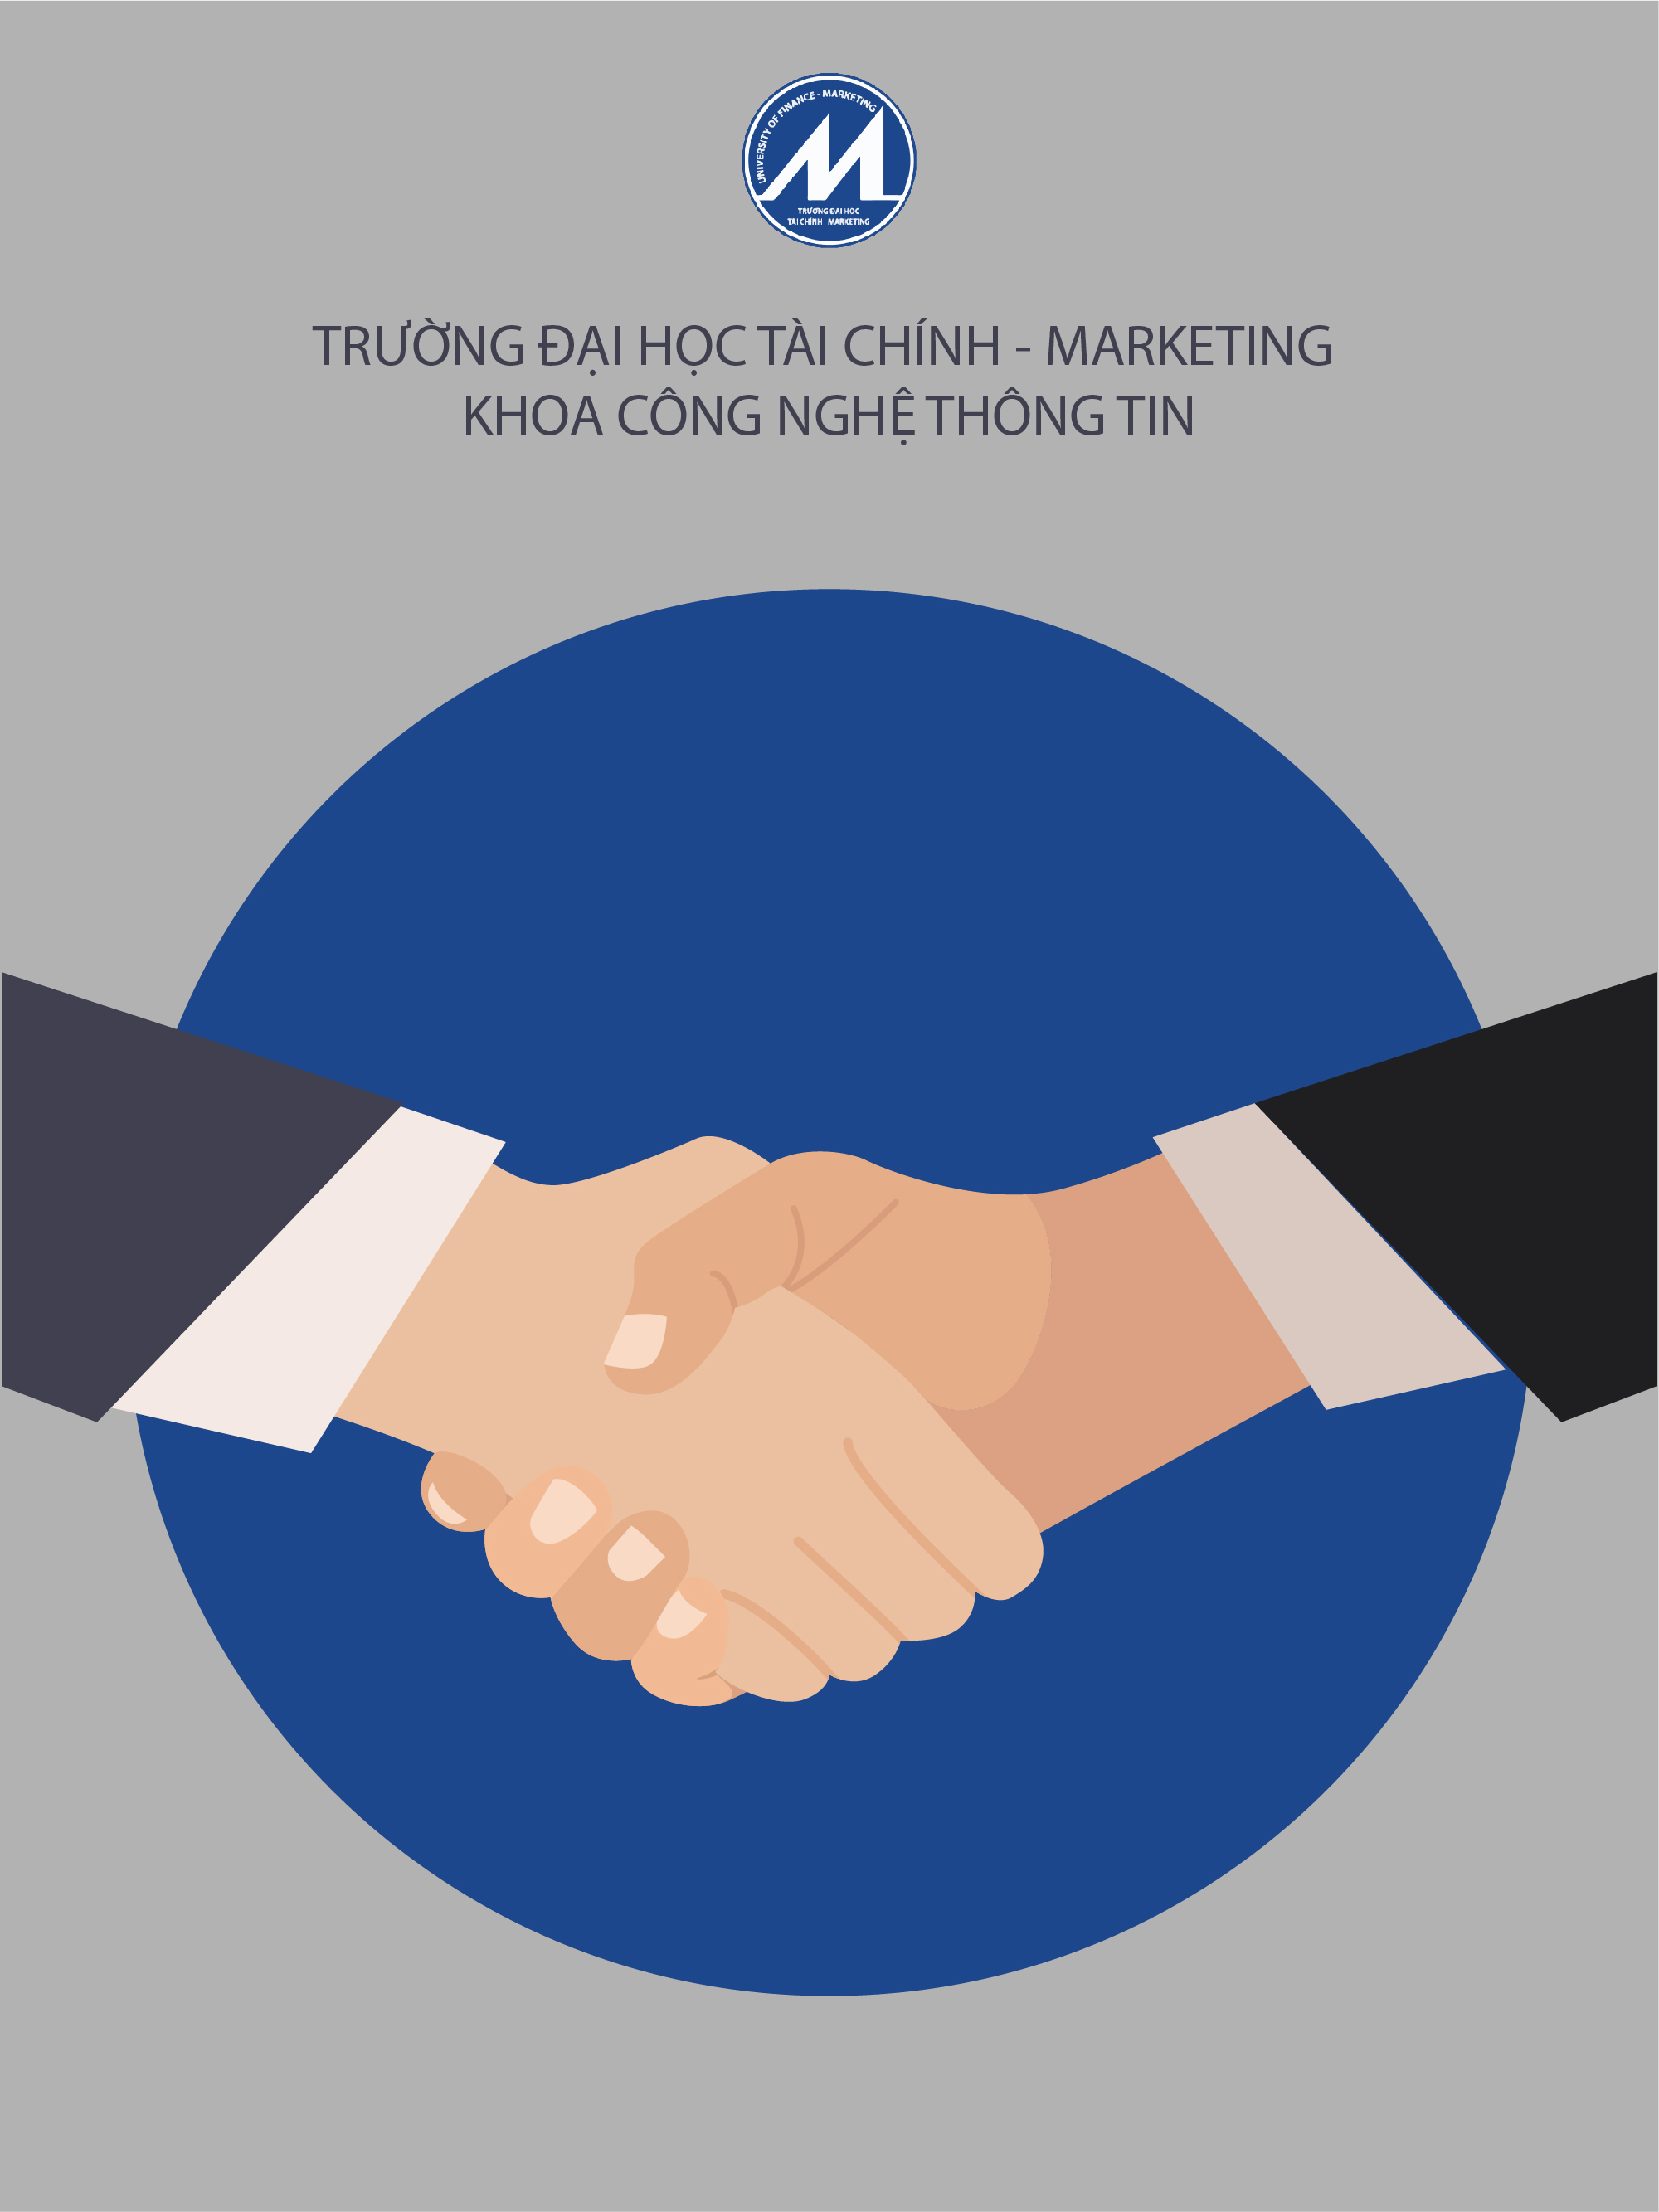 UNIVERSITY OF FINANCE - MARKETING
TRƯỜNG ĐẠI HỌC
TÀI CHÍNH MARKETING
TRƯỜNG ĐẠI HỌC TÀI CHÍNH - MARKETING
KHOA CÔNG NGHỆ THÔNG TIN